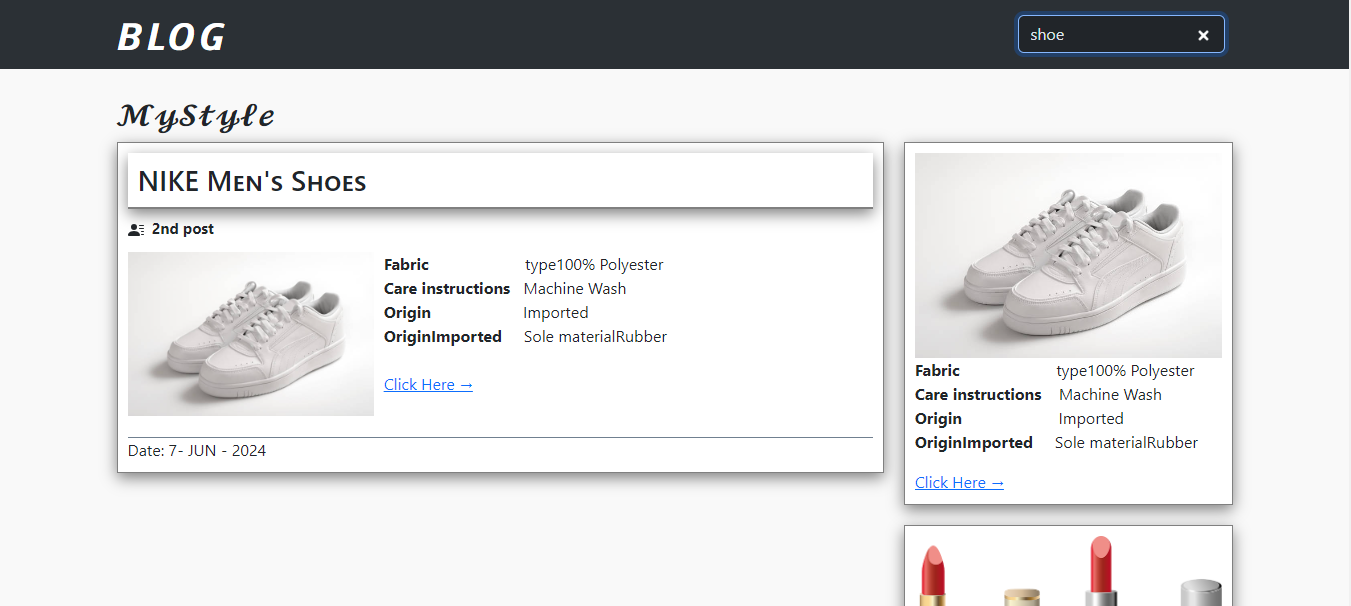 BLOG
shoe
MyStyle
NIKE Men's Shoes
2nd post
Fabric type100% Polyester
Care instructions Machine Wash
Origin Imported
OriginImported Sole materialRubber
Click Here →
Date: 7- JUN - 2024
Fabric type100% Polyester
Care instructions Machine Wash
Origin Imported
OriginImported Sole materialRubber
Click Here →